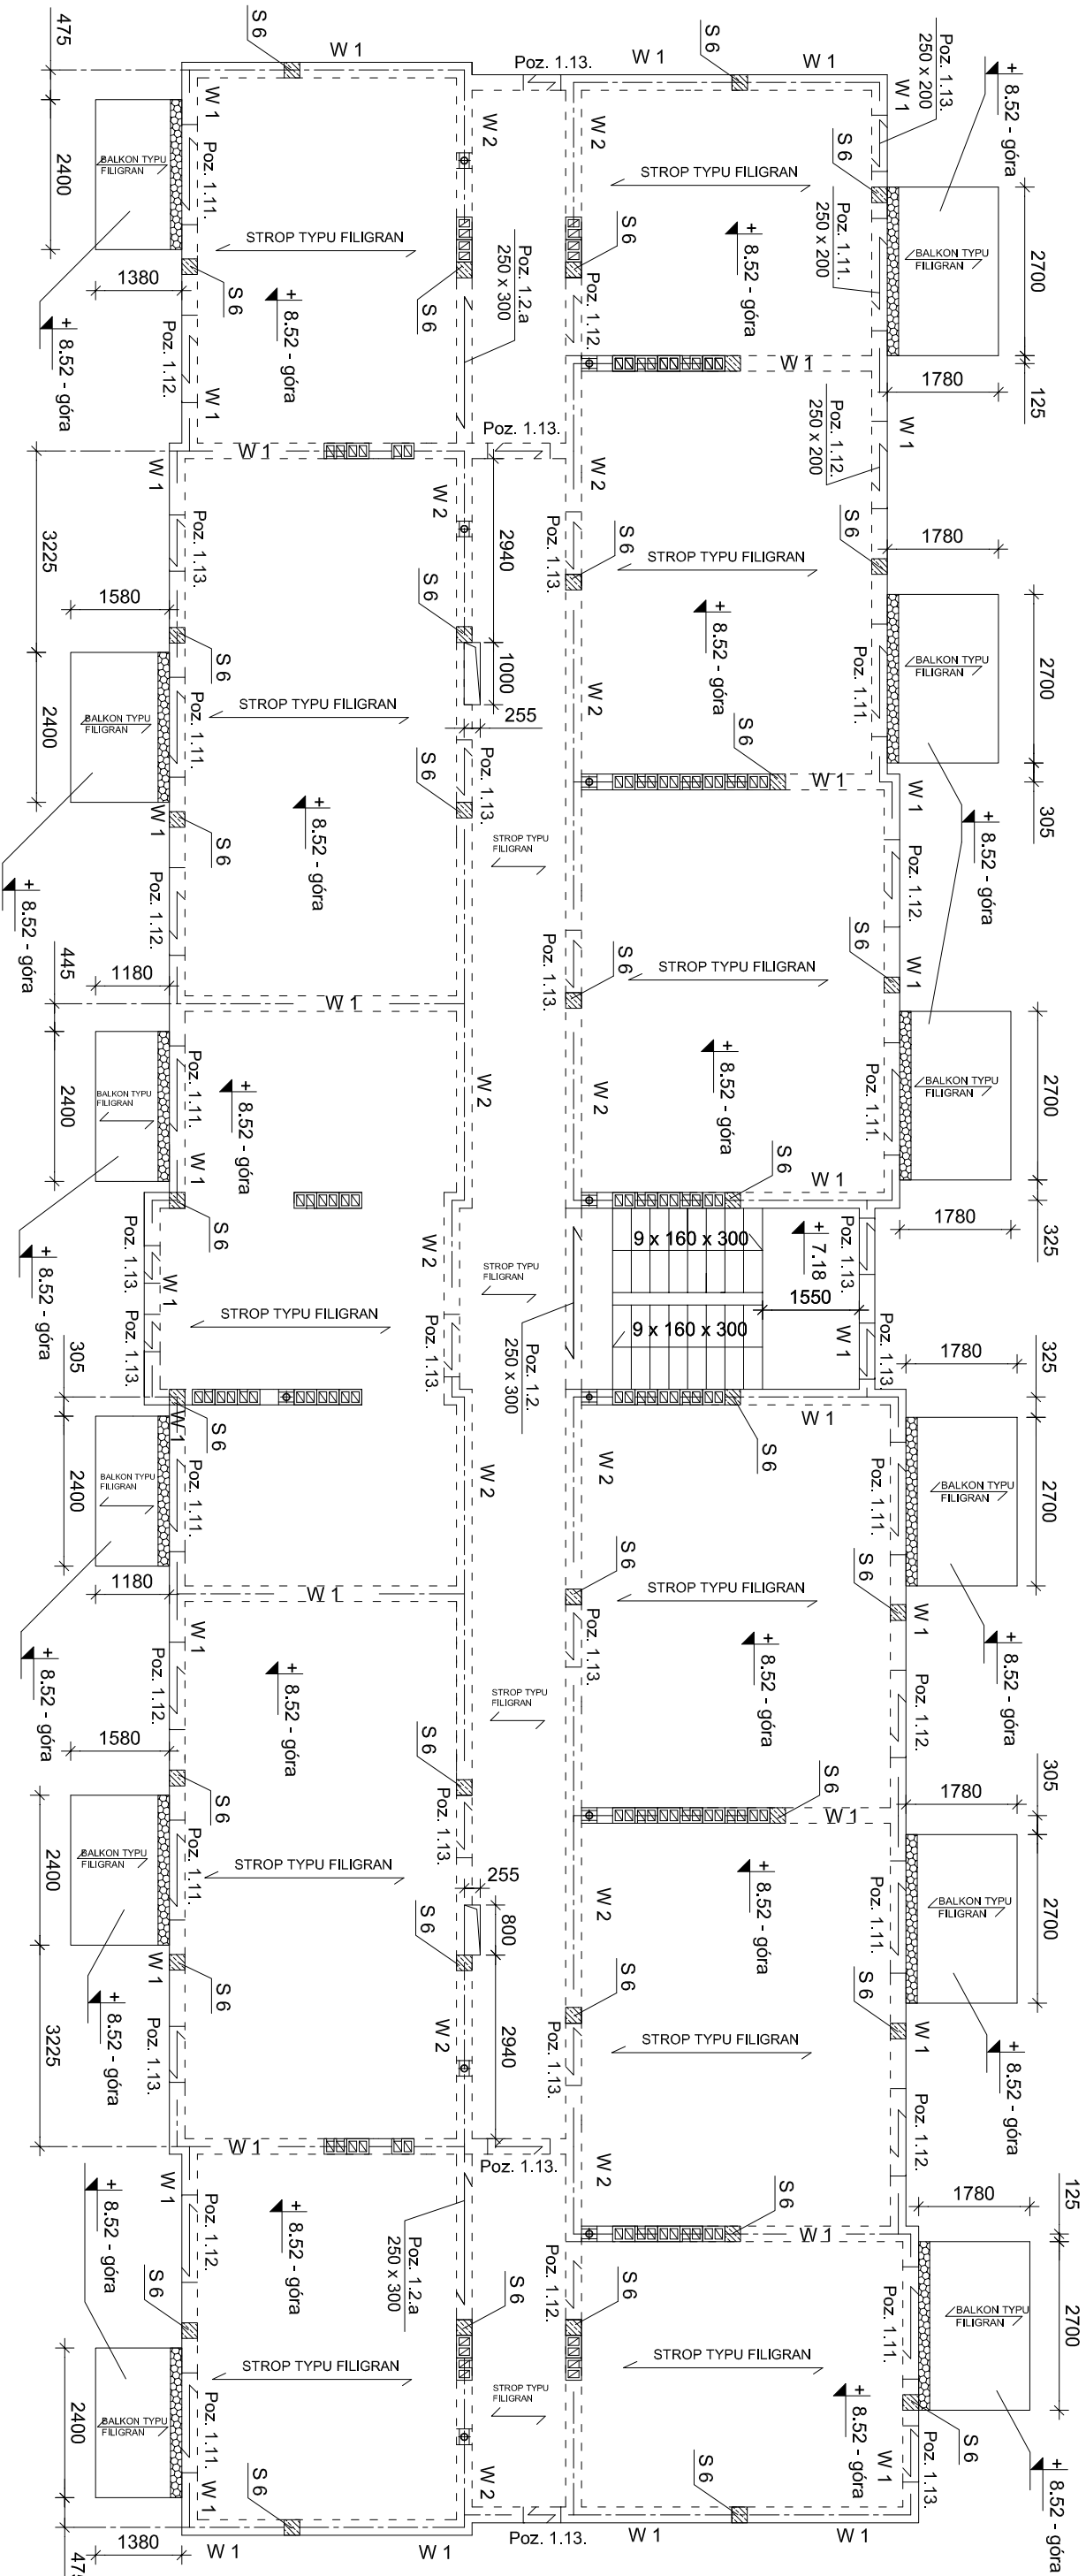 475
S 6
W 1
Poz. 1.13.
W 1
S 6
W 1
Poz. 1.13.
250 x 200
W 1
+ 8.52 - góra
W 1
Poz. 1.11.
2400
BALKON TYPU
FILIGRAN
1380
+ 8.52 - góra
S 6
Poz. 1.12.
W 1
STROP TYPU FILIGRAN
+ 8.52 - góra
W 2
S 6
Poz. 1.2.a
250 x 300
W 2
S 6
Poz. 1.12.
STROP TYPU FILIGRAN
+ 8.52 - góra
S 6
Poz. 1.11.
250 x 200
BALKON TYPU
FILIGRAN
2700
1780
125
W 1
W 1
Poz. 1.12.
250 x 200
W 1
Poz. 1.13.
W 1
Poz. 1.13.
3225
1580
S 6
W 2
2940
S 6
1000
255
W 2
Poz. 1.13.
S 6
STROP TYPU FILIGRAN
+ 8.52 - góra
W 2
S 6
1780
BALKON TYPU
FILIGRAN
2700
Poz. 1.11.
S 6
W 1
305
+ 8.52 - góra
W 1
2400
BALKON TYPU
FILIGRAN
Poz. 1.11.
STROP TYPU FILIGRAN
+ 8.52 - góra
W 1
S 6
Poz. 1.12.
+ 8.52 - góra
S 6
Poz. 1.13.
STROP TYPU
FILIGRAN
Poz. 1.13.
S 6
STROP TYPU FILIGRAN
Poz. 1.12.
W 1
S 6
445
1180
W 1
W 2
W 2
+ 8.52 - góra
BALKON TYPU
FILIGRAN
2700
Poz. 1.11.
2400
BALKON TYPU
FILIGRAN
Poz. 1.11.
+ 8.52 - góra
W 1
S 6
+ 8.52 - góra
S 6
W 1
1780
325
Poz. 1.13.
Poz. 1.13.
W 1
STROP TYPU FILIGRAN
W 2
Poz. 1.13.
STROP TYPU
FILIGRAN
Poz. 1.2.
250 x 300
9 x 160 x 300
9 x 160 x 300
+ 7.18
1550
Poz. 1.13.
W 1
Poz. 1.13
1780
325
305
W 1
S 6
W 1
S 6
2400
BALKON TYPU
FILIGRAN
1180
Poz. 1.11.
W 2
W 2
Poz. 1.11.
BALKON TYPU
FILIGRAN
2700
+ 8.52 - góra
W 1
W 1
S 6
Poz. 1.13.
STROP TYPU FILIGRAN
S 6
W 1
+ 8.52 - góra
+ 8.52 - góra
Poz. 1.12.
+ 8.52 - góra
STROP TYPU
FILIGRAN
+ 8.52 - góra
Poz. 1.12.
1580
S 6
S 6
Poz. 1.13.
S 6
W 1
1780
305
2400
BALKON TYPU
FILIGRAN
Poz. 1.11.
STROP TYPU FILIGRAN
255
800
S 6
W 2
+ 8.52 - góra
Poz. 1.11.
BALKON TYPU
FILIGRAN
2700
W 1
S 6
+ 8.52 - góra
3225
Poz. 1.13.
W 2
2940
S 6
Poz. 1.13.
STROP TYPU FILIGRAN
S 6
W 1
+ 8.52 - góra
Poz. 1.12.
W 1
Poz. 1.13.
W 2
S 6
W 1
1780
125
W 1
+ 8.52 - góra
Poz. 1.12.
S 6
+ 8.52 - góra
Poz. 1.2.a
250 x 300
S 6
Poz. 1.12.
S 6
STROP TYPU FILIGRAN
Poz. 1.11.
BALKON TYPU
FILIGRAN
2700
STROP TYPU FILIGRAN
STROP TYPU
FILIGRAN
+ 8.52 - góra
2400
BALKON TYPU
FILIGRAN
Poz. 1.11.
W 1
S 6
W 2
S 6
W 1
Poz. 1.13.
S 6
+ 8.52 - góra
1380
W 1
W 1
Poz. 1.13.
W 1
W 1